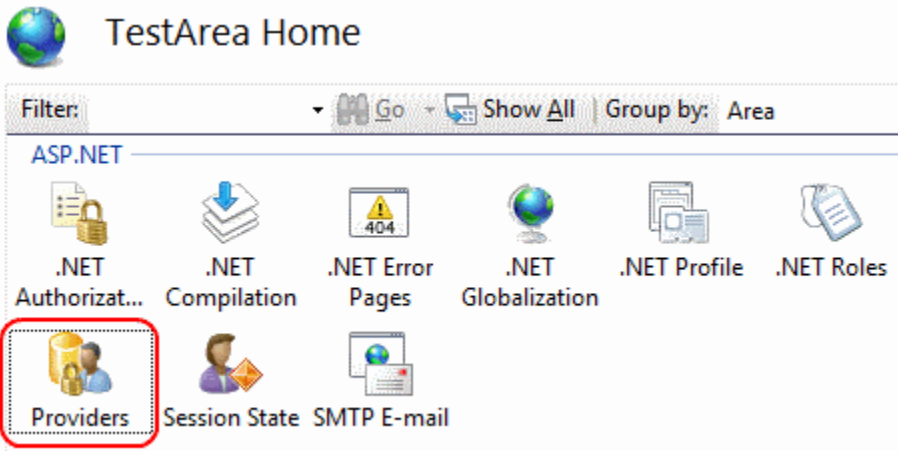 TestArea Home
Filter: Go Show All Group by: Area
ASP.NET
.NET Authorizat...
.NET Compilation
404
.NET Error Pages
.NET Globalization
.NET Profile
.NET Roles
Providers
Session State
SMTP E-mail